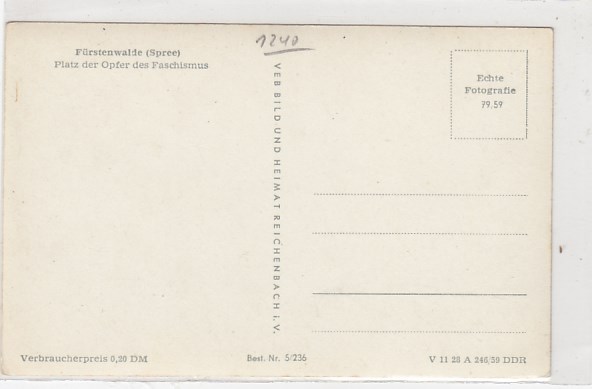 1240
Fürstenwalde (Spree)
Platz der Opfer des Faschismus
VEB BILD UND HEIMAT REICHENBACH i. V.
Echte
Fotografie
79,59
Verbraucherpreis 0,20 DM
Best. Nr. 5/236
V 11 28 A 246/59 DDR